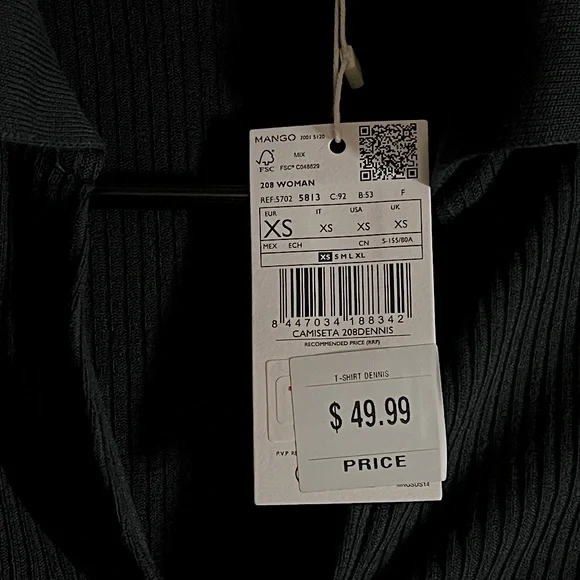 MANGO 3001 5120
MIX
FSC FSC® C048829
208 WOMAN
REF:5702 5813 C:92 B:53 F
EUR IT USA UK
XS XS XS XS
MEX ECH CN S-155/80A
XS S M L XL
8 447034 188342
CAMISETA 208DENNIS
RECOMMENDED PRICE (RRP)
T-SHIRT DENNIS
$ 49.99
PRICE
P.V.P.